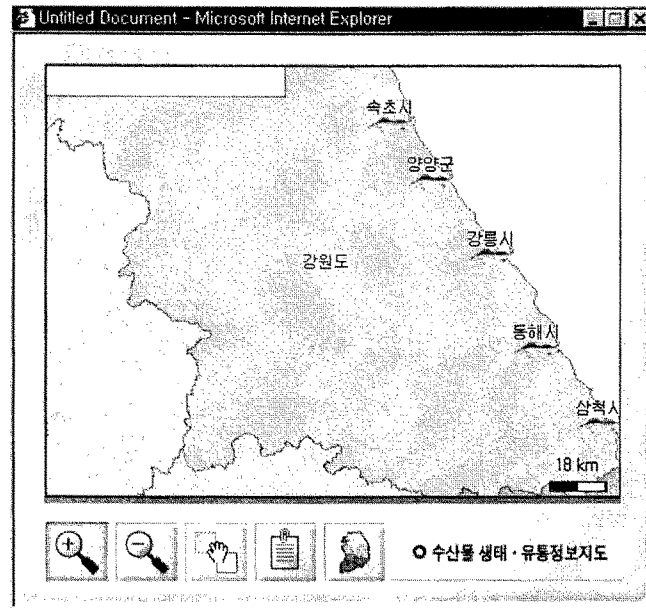 Untitled Document - Microsoft Internet Explorer
속초시
양양군
강릉시
강원도
동해시
삼척시
18 km
수산물 생태 · 유통정보지도